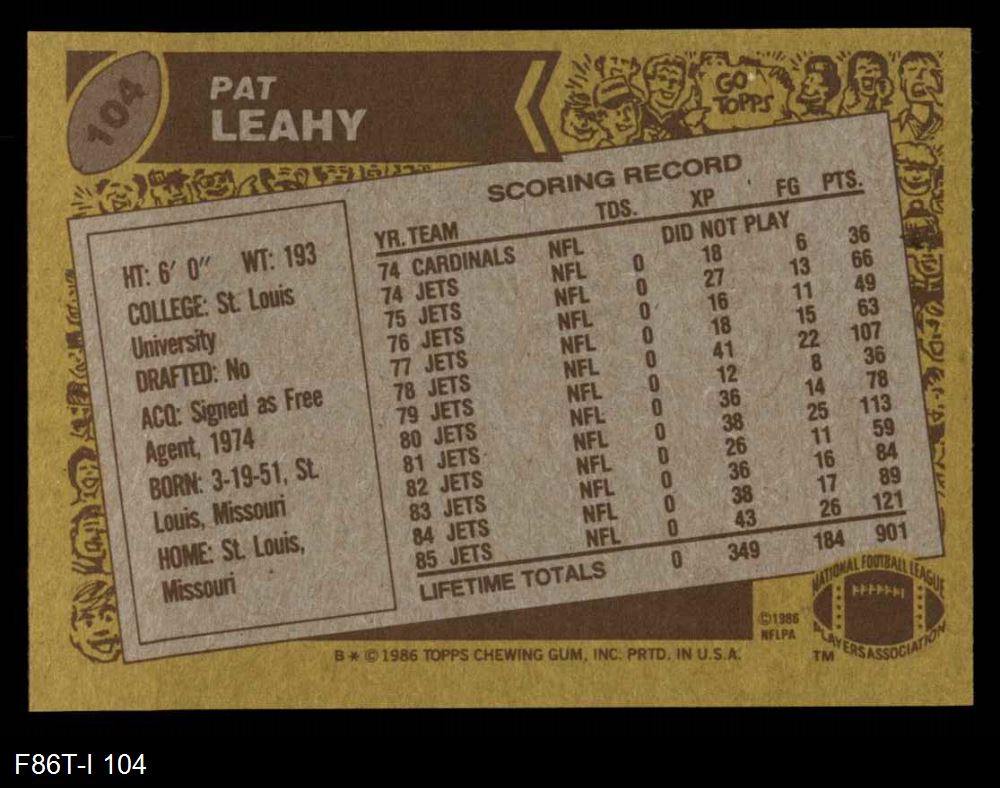 104
PAT
LEAHY
GO
TOPPS
HT: 6' 0" WT: 193
COLLEGE: St. Louis
University
DRAFTED: No
ACQ: Signed as Free
Agent, 1974
BORN: 3-19-51, St.
Louis, Missouri
HOME: St. Louis,
Missouri
SCORING RECORD
YR. TEAM TDS. XP FG PTS.
74 CARDINALS NFL DID NOT PLAY
74 JETS NFL 0 18 6 36
75 JETS NFL 0 27 13 66
76 JETS NFL 0 16 11 49
77 JETS NFL 0 18 15 63
78 JETS NFL 0 41 22 107
79 JETS NFL 0 12 8 36
80 JETS NFL 0 36 14 78
81 JETS NFL 0 38 25 113
82 JETS NFL 0 26 11 59
83 JETS NFL 0 36 16 84
84 JETS NFL 0 38 17 89
85 JETS NFL 0 43 26 121
LIFETIME TOTALS 0 349 184 901
©1986
NFLPA
NATIONAL FOOTBALL LEAGUE
PLAYERS ASSOCIATION
TM
B* © 1986 TOPPS CHEWING GUM, INC. PRTD. IN U.S.A.
F86T-I 104